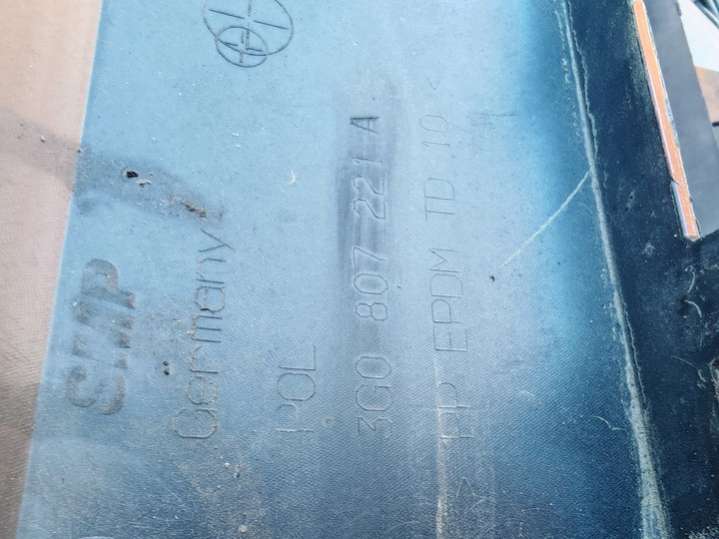 SMP
Germany
POL
3G0 807 221 A
> PP EPDM TD 10 <